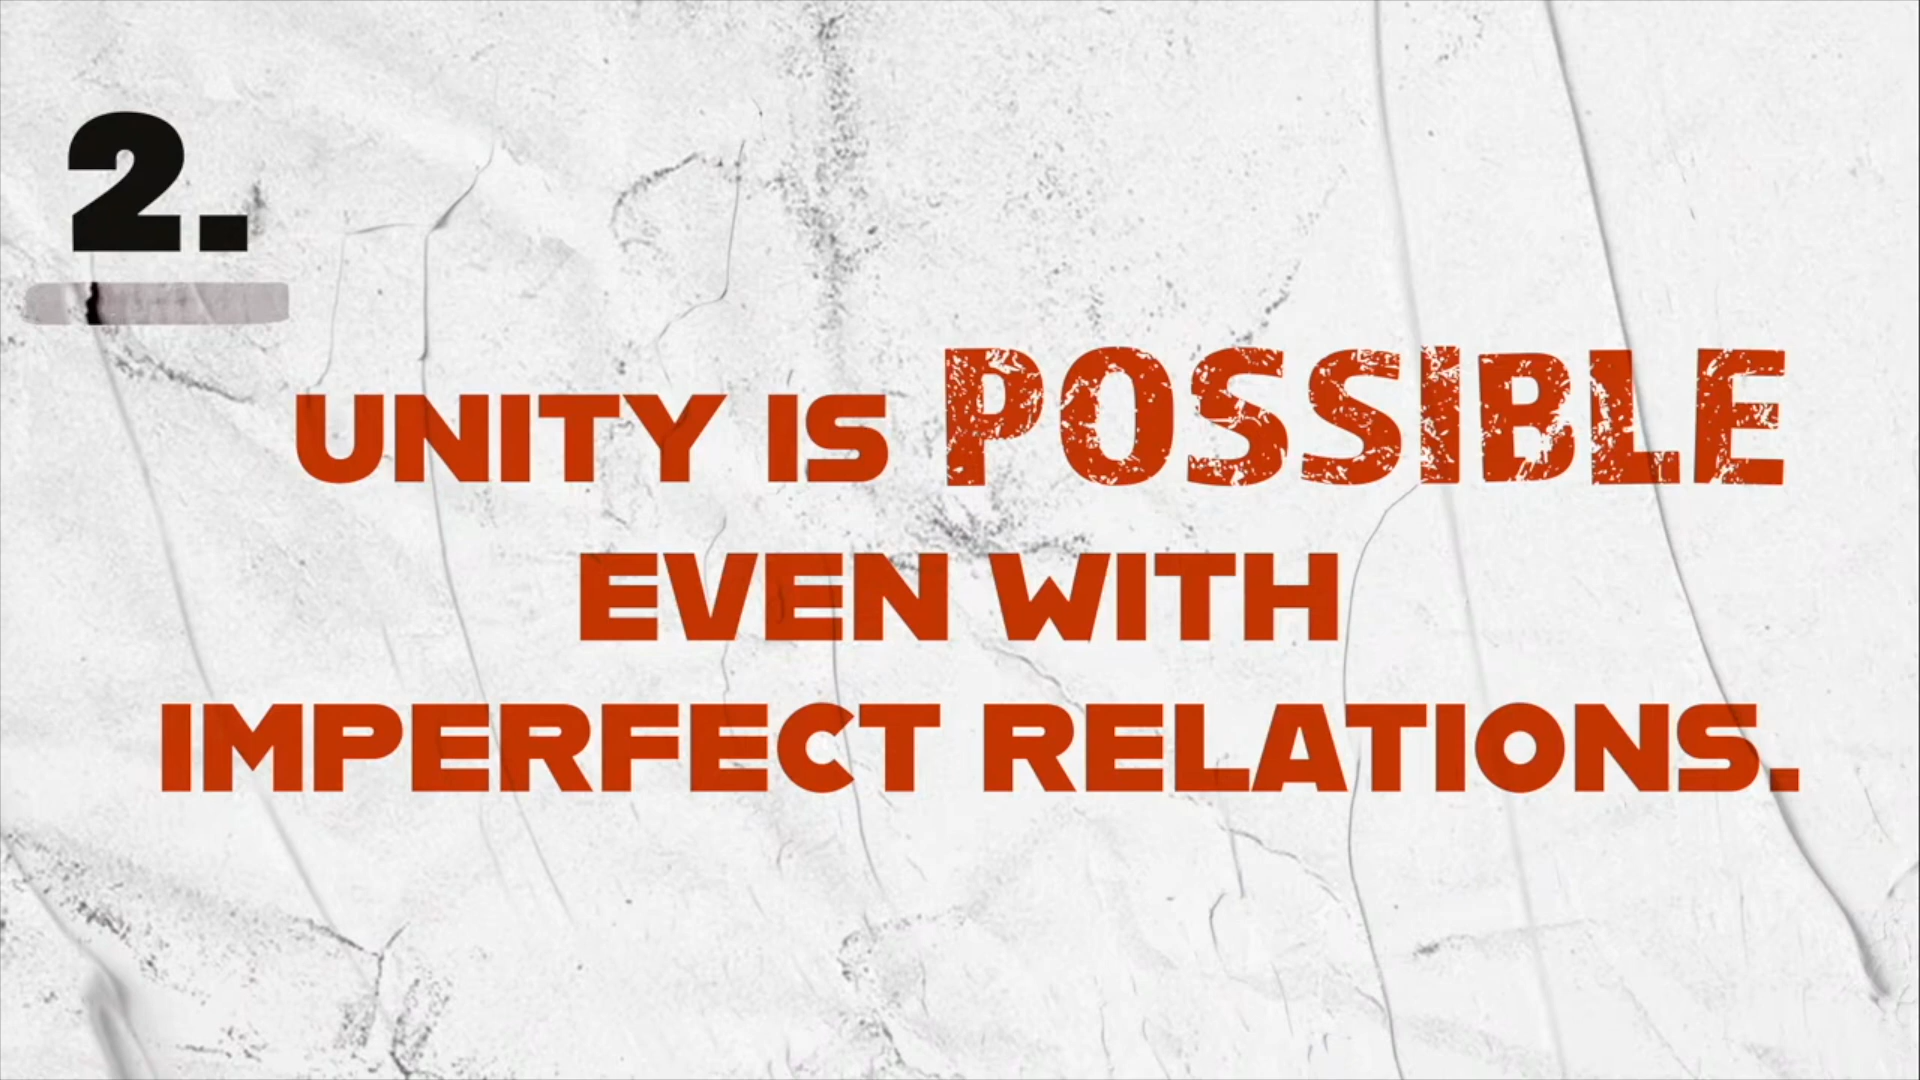 2.
UNITY IS POSSIBLE
EVEN WITH
IMPERFECT RELATIONS.